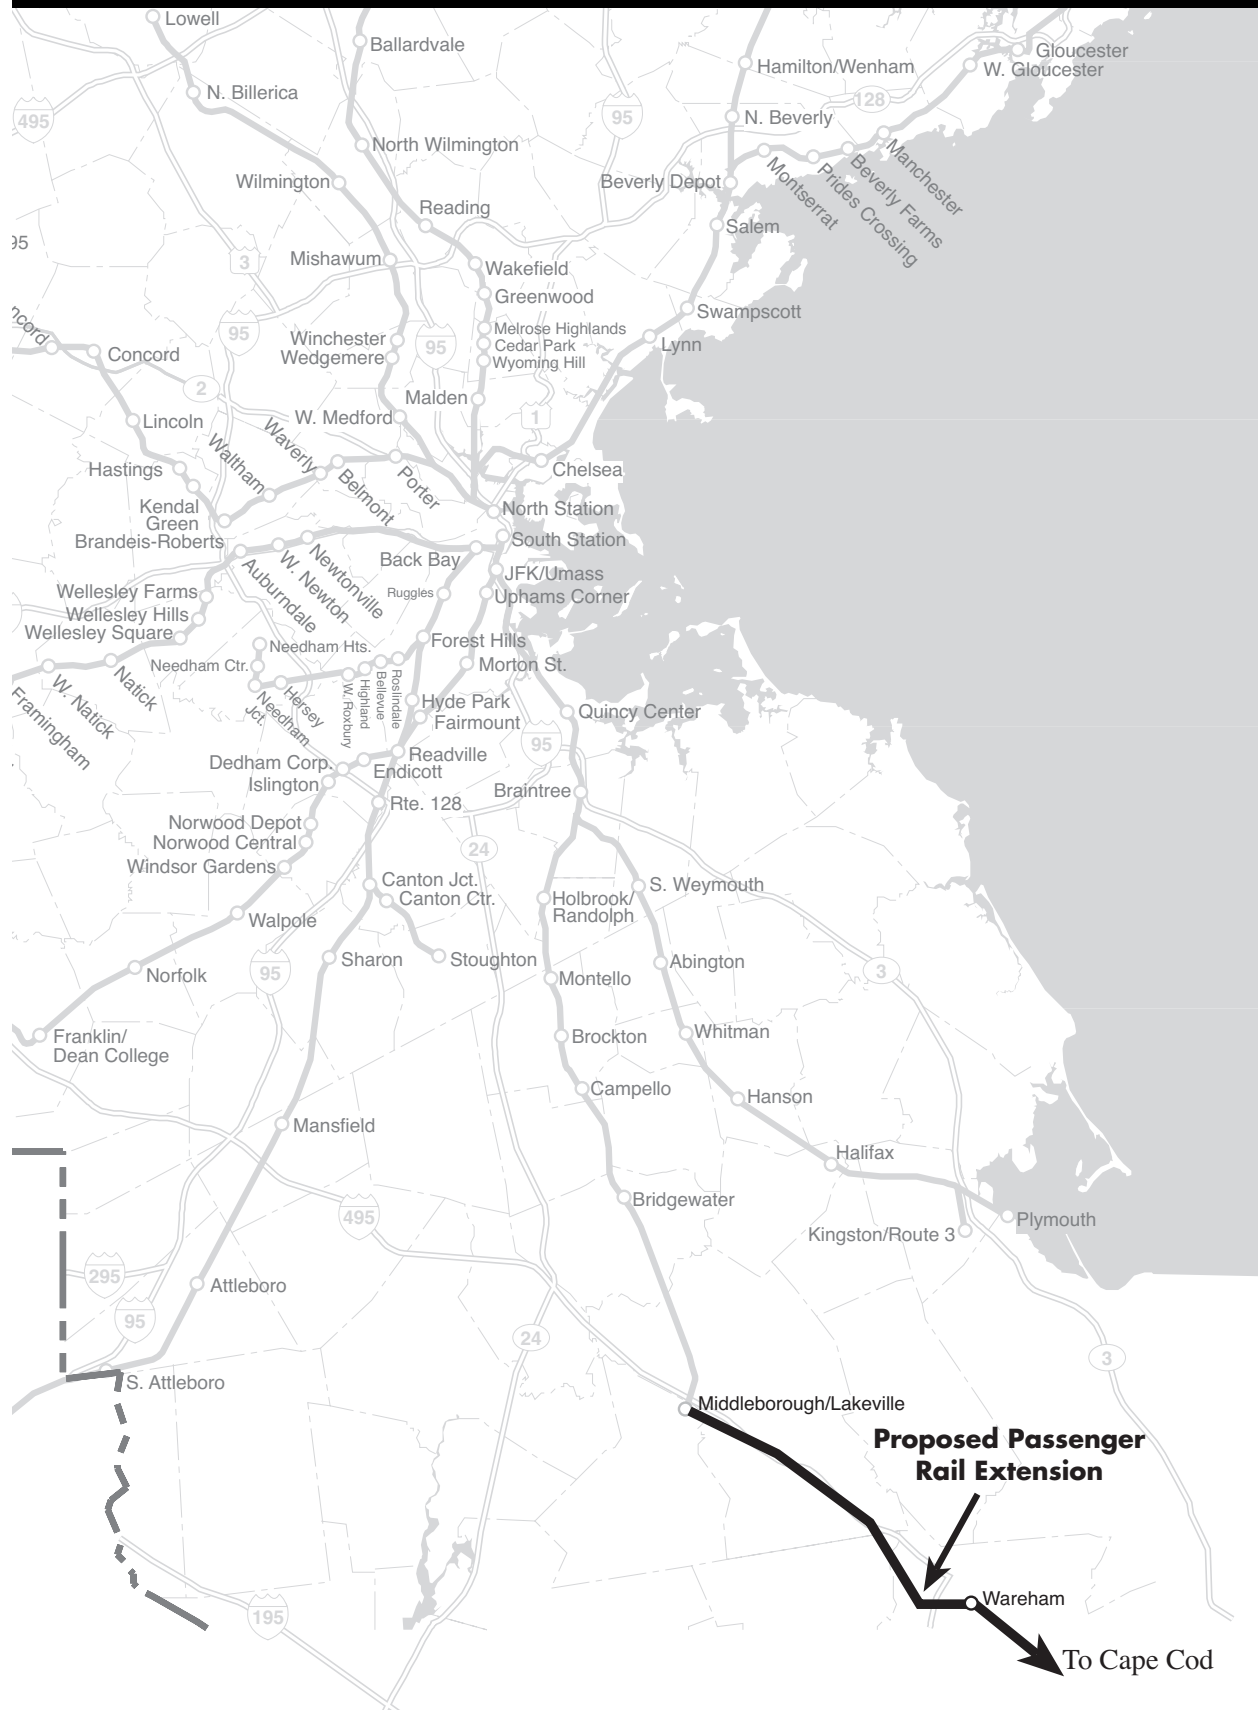 Lowell
Ballardvale
Gloucester
W. Gloucester
Hamilton/Wenham
N. Billerica
128
495
95
N. Beverly
North Wilmington
Manchester
Beverly Farms
Prides Crossing
Montserrat
Wilmington
Beverly Depot
Reading
Salem
95
3
Mishawum
Wakefield
Greenwood
Swampscott
ncord
95
95
Winchester
Wedgemere
Melrose Highlands
Cedar Park
Wyoming Hill
Lynn
Concord
2
Malden
1
Lincoln
W. Medford
Waverly
Waltham
Belmont
Porter
Hastings
Chelsea
Kendal
Green
North Station
Brandeis-Roberts
South Station
Back Bay
Newtonville
W. Newton
Auburndale
JFK/Umass
Ruggles
Uphams Corner
Wellesley Farms
Wellesley Hills
Wellesley Square
Needham Hts.
Forest Hills
Needham Ctr.
Morton St.
Natick
W. Natick
Framingham
Hersey
Needham
Jct.
W. Roxbury
Highland
Bellevue
Roslindale
Hyde Park
Fairmount
Quincy Center
95
Readville
Dedham Corp.
Endicott
Islington
Braintree
Rte. 128
Norwood Depot
Norwood Central
24
Windsor Gardens
Canton Jct.
Canton Ctr.
S. Weymouth
Holbrook/
Randolph
Walpole
Sharon
Stoughton
Abington
95
3
Norfolk
Montello
Franklin/
Dean College
Brockton
Whitman
Campello
Hanson
Mansfield
Halifax
Bridgewater
495
Plymouth
Kingston/Route 3
295
Attleboro
95
24
3
S. Attleboro
Middleborough/Lakeville
Proposed Passenger
Rail Extension
Wareham
195
To Cape Cod